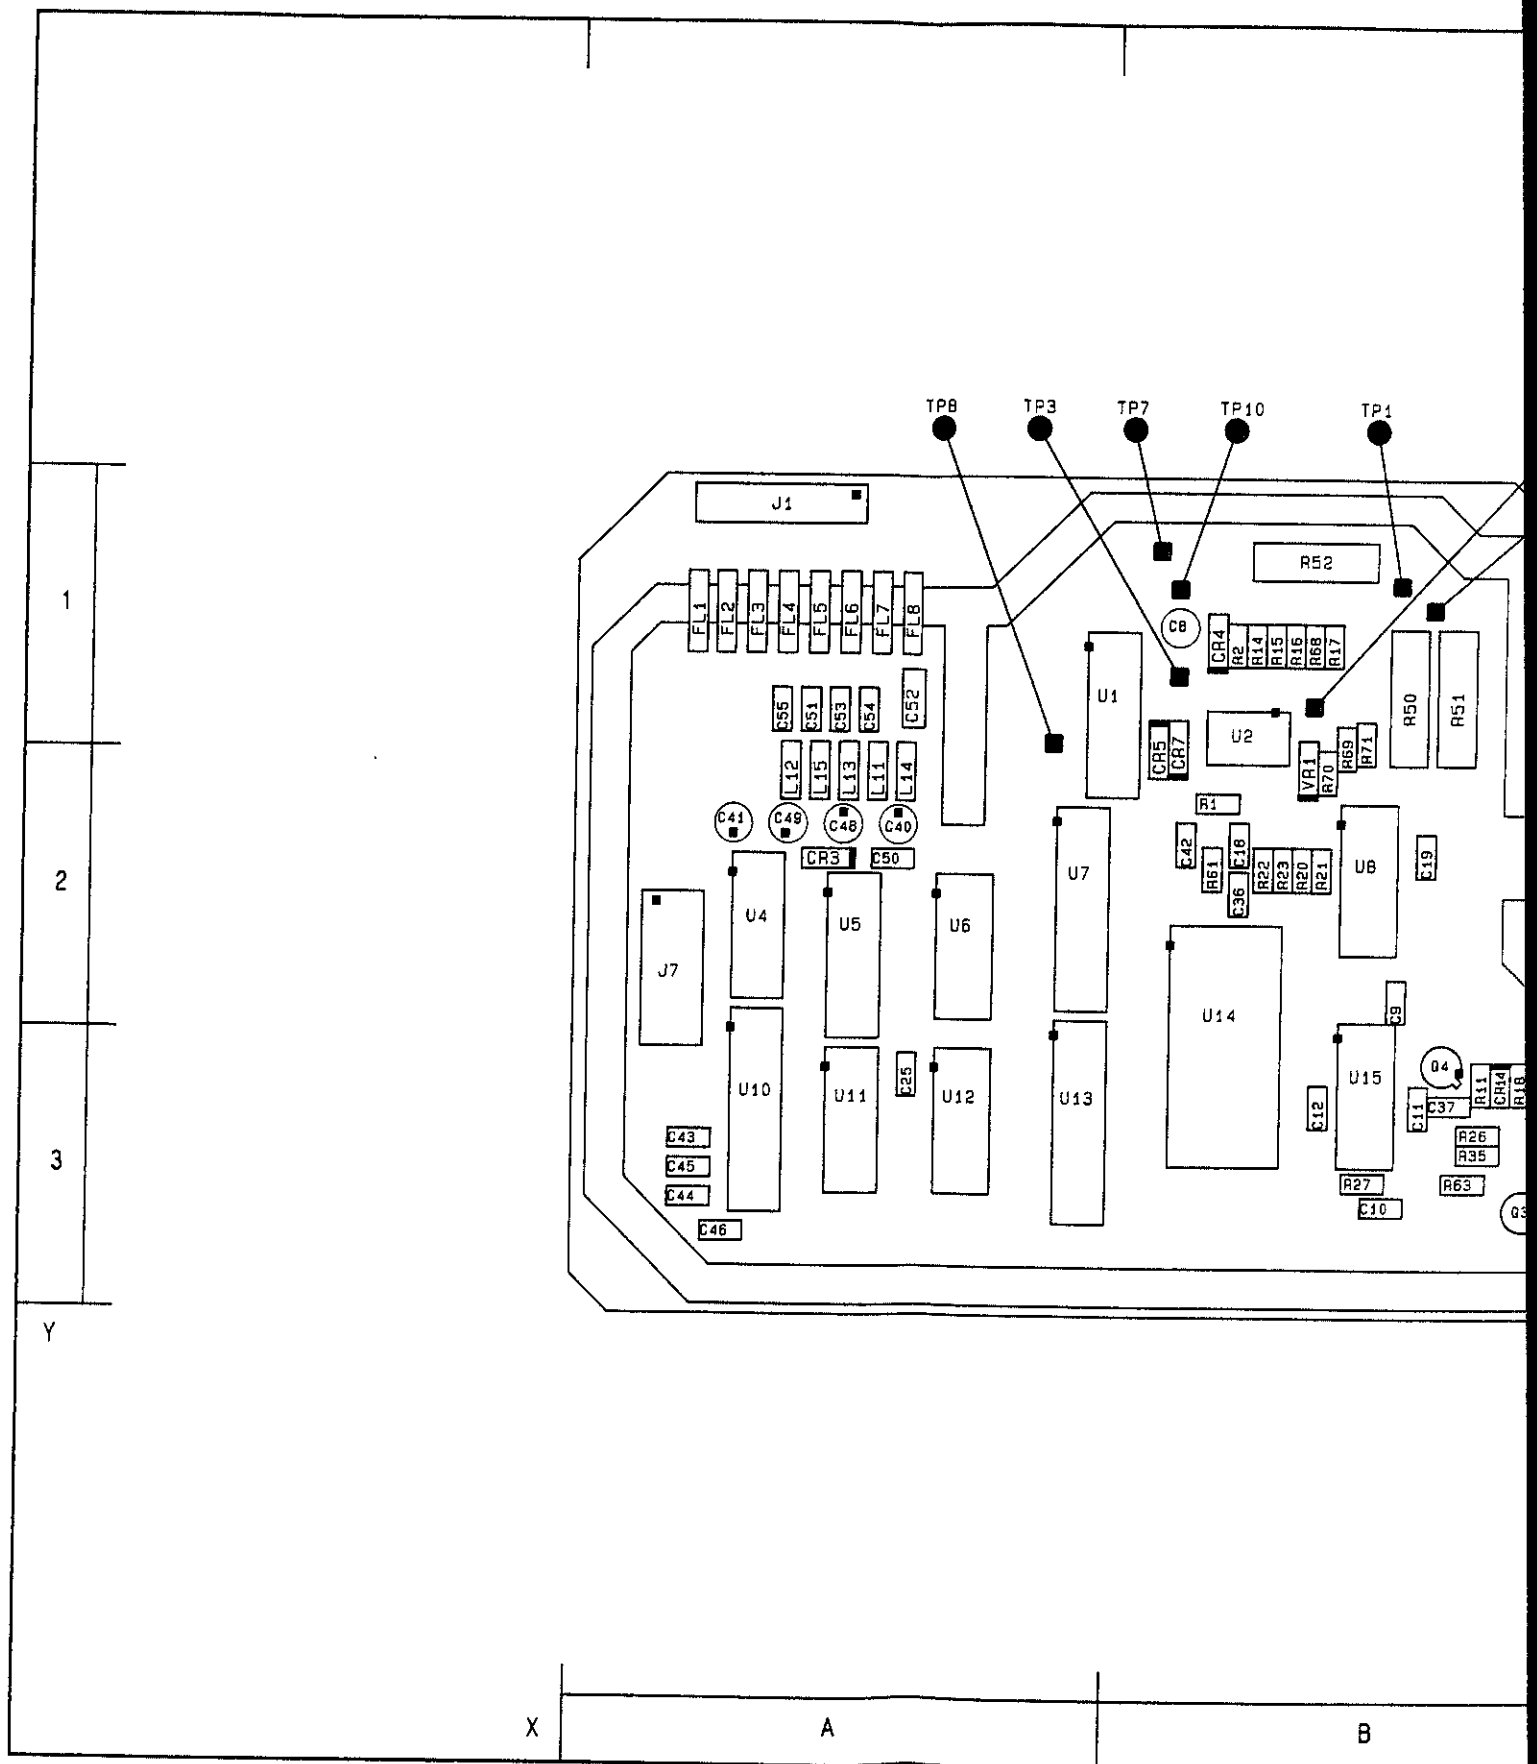 TP8 TP3 TP7 TP10 TP1
J1
R52
1
FL1 FL2 FL3 FL4 FL5 FL6 FL7 FL8
C8
CR4 R2 R14 R15 R16 R68 R17
C55 C51 C53 C54 C52
U1
R50 R51
U2
CR5 CR7
R69 R71
L12 L15 L13 L11 L14
VR1 R70
R1
C41 C49 C48 C40
C42 C18
CR3 C50
R61 R22 R23 R20 R21
U8
C19
2
U7
C36
U4 U5 U6
J7
C9
U14
Q4
U10 U11 C25 U12 U13
U15
R11 CR14 R18
C12 C11 C37
C43
R26
3
C45
R35
C44
R27
R63
C10
Q3
C46
Y
X A B